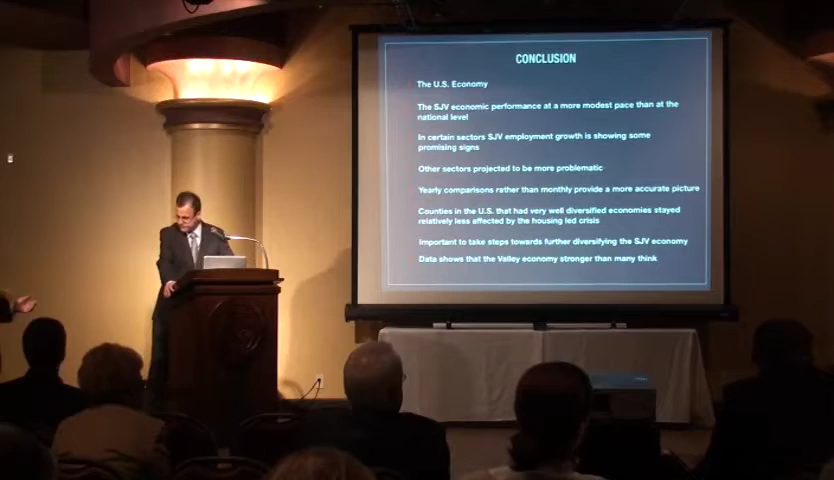 CONCLUSION
The U.S. Economy
The SJV economic performance at a more modest pace than at the
national level
In certain sectors SJV employment growth is showing some
promising signs
Other sectors projected to be more problematic
Yearly comparisons rather than monthly provide a more accurate picture
Counties in the U.S. that had very well diversified economies stayed
relatively less affected by the housing led crisis
Important to take steps towards further diversifying the SJV economy
Data shows that the Valley economy stronger than many think